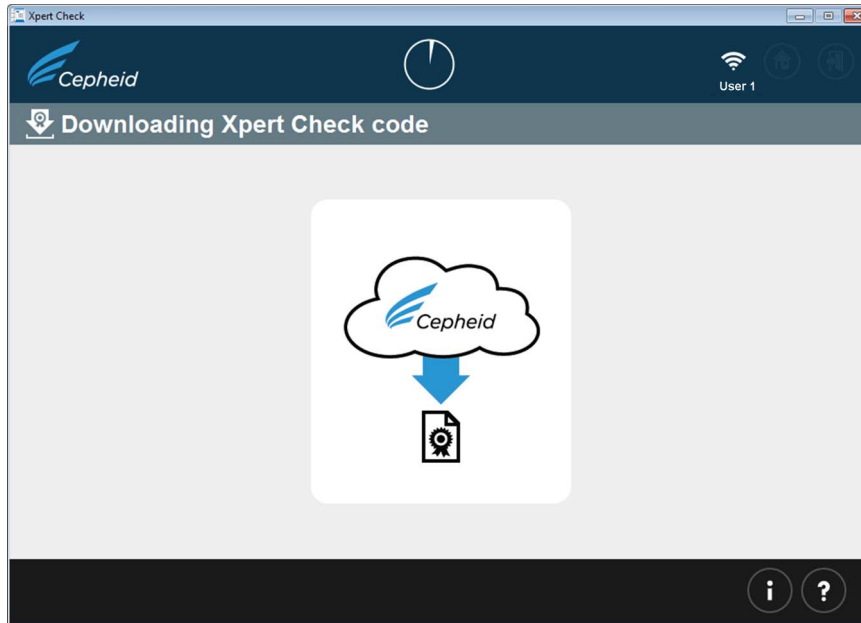 Xpert Check
Cepheid
User 1
Downloading Xpert Check code
Cepheid
i ?